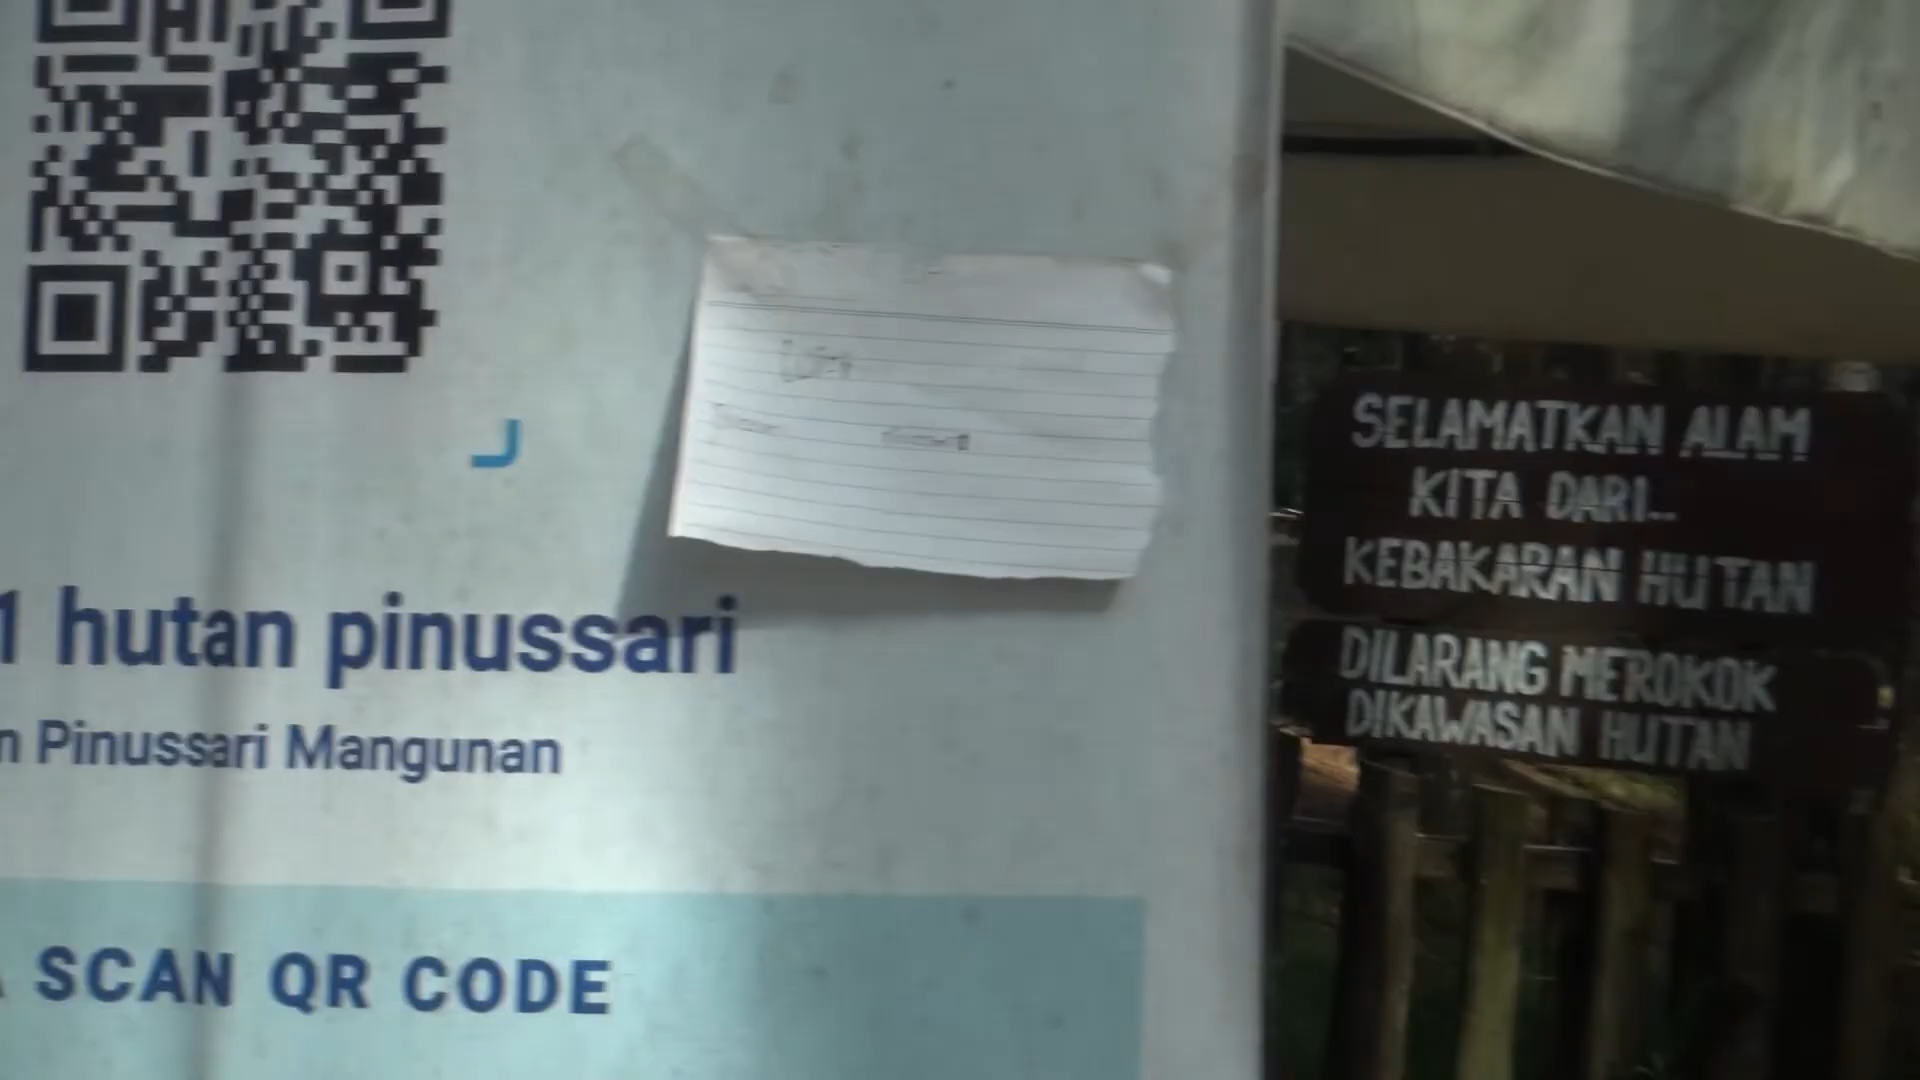 1 hutan pinussari
Pinussari Mangunan
SCAN QR CODE
SELAMATKAN ALAM
KITA DARI..
KEBAKARAN HUTAN
DILARANG MEROKOK
DIKAWASAN HUTAN